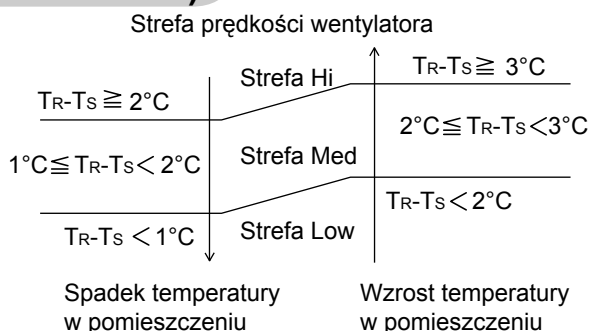 Strefa prędkości wentylatora
Strefa Hi
TR-TS ≧ 3°C
TR-TS ≧ 2°C
2°C ≦ TR-TS < 3°C
1°C ≦ TR-TS < 2°C
Strefa Med
TR-TS < 2°C
TR-TS < 1°C
Strefa Low
Spadek temperatury
w pomieszczeniu
Wzrost temperatury
w pomieszczeniu